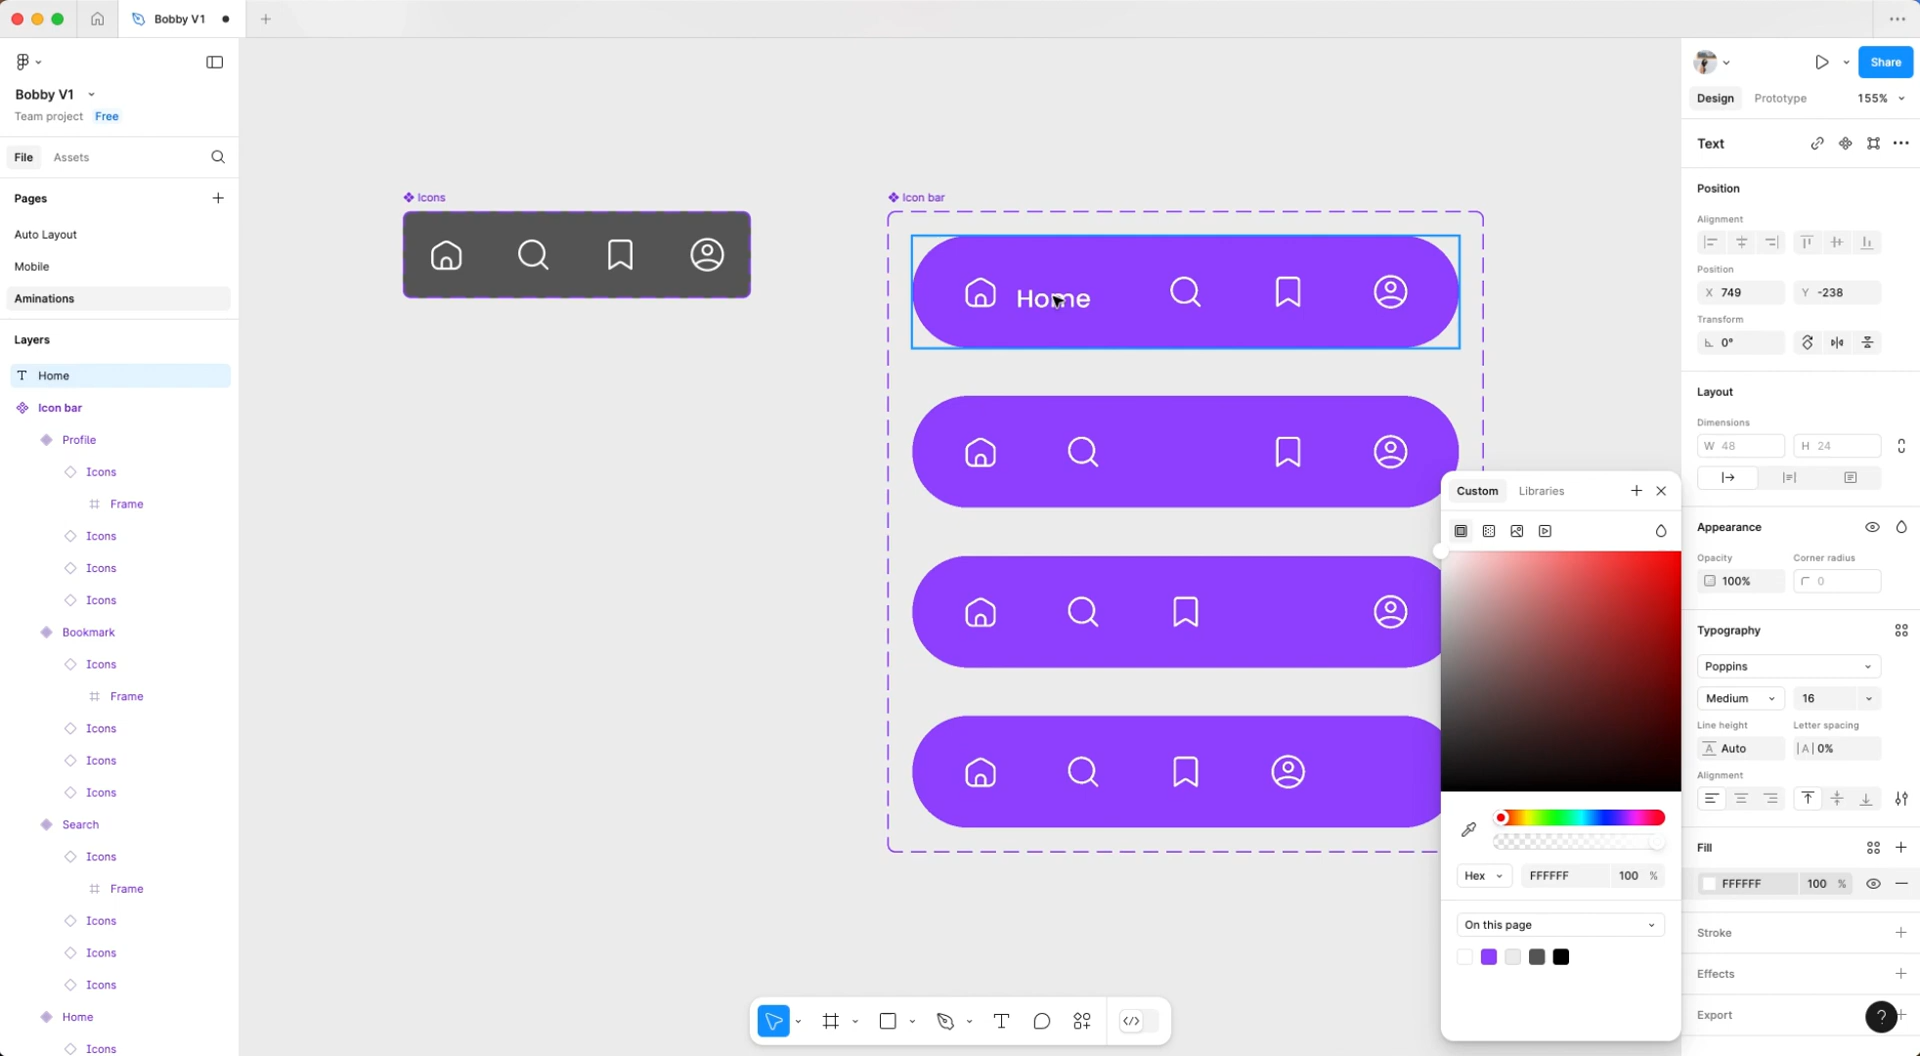 Bobby V1
Bobby V1
Team project Free
File Assets
Pages
Auto Layout
Mobile
Aminations
Layers
Home
Icon bar
Profile
Icons
Frame
Icons
Icons
Icons
Bookmark
Icons
Frame
Icons
Icons
Icons
Search
Icons
Frame
Icons
Icons
Icons
Home
Icons
Icons
Icon bar
Home
Custom Libraries
Hex FFFFFF 100 %
On this page
Share
Design Prototype 155%
Text
Position
Alignment
Position
X 749 Y -238
Transform
0°
Layout
Dimensions
W 48 H 24
Appearance
Opacity Corner radius
100% 0
Typography
Poppins
Medium 16
Line height Letter spacing
Auto |A| 0%
Alignment
Fill
FFFFFF 100 %
Stroke
Effects
Export
?